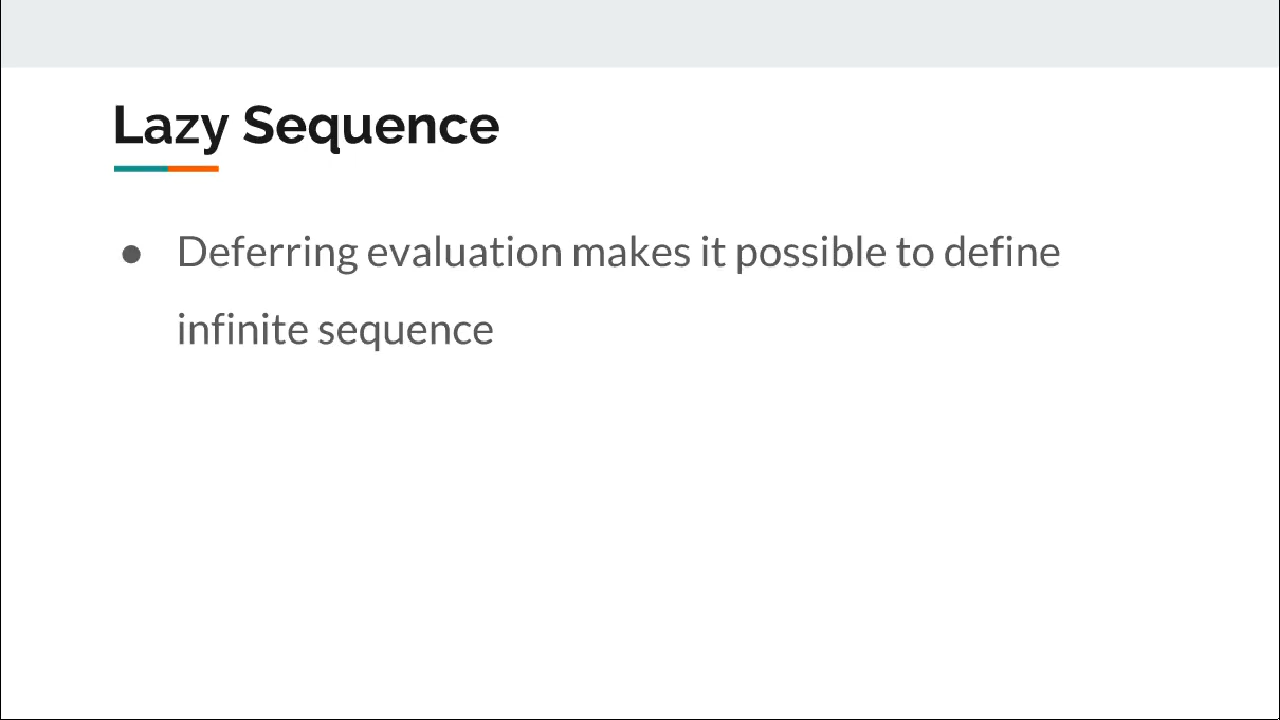 Lazy Sequence
● Deferring evaluation makes it possible to define
infinite sequence